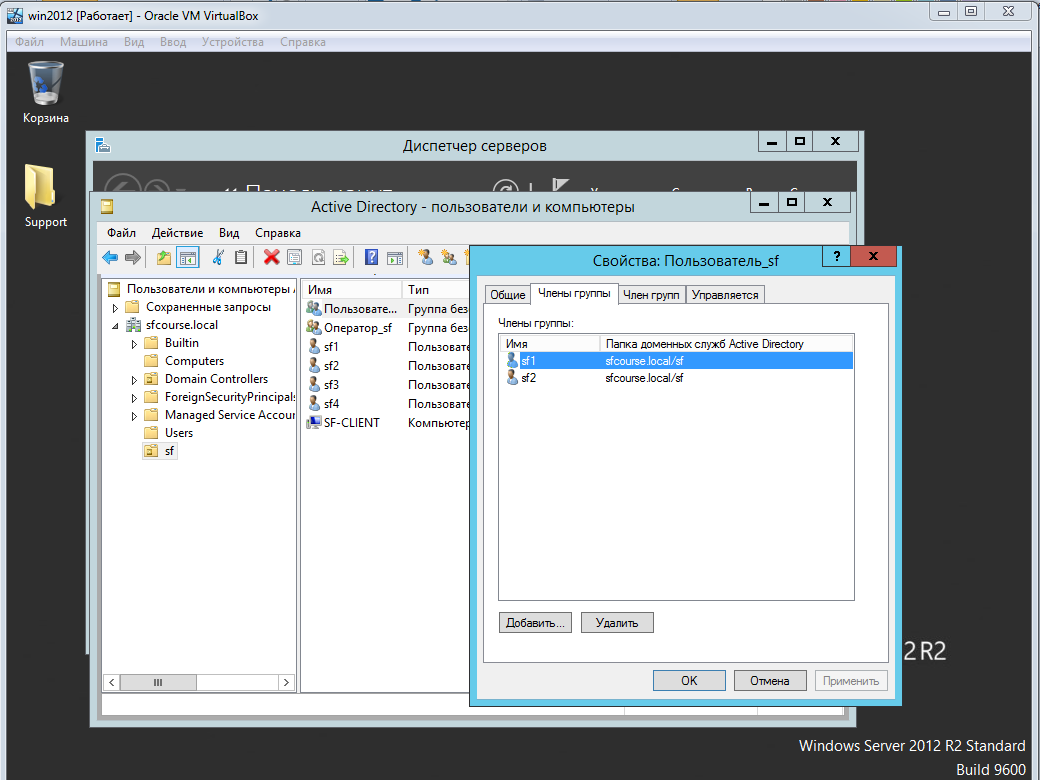 win2012 [Работает] - Oracle VM VirtualBox
Файл Машина Вид Ввод Устройства Справка
Корзина
Support
Диспетчер серверов
Active Directory - пользователи и компьютеры
Файл Действие Вид Справка
Свойства: Пользователь_sf
?
Общие Члены группы Член групп Управляется
Члены группы:
Имя Папка доменных служб Active Directory
sf1 sfcourse.local/sf
sf2 sfcourse.local/sf
Добавить... Удалить
OK Отмена Применить
Пользователи и компьютеры
Сохраненные запросы
sfcourse.local
Builtin
Computers
Domain Controllers
ForeignSecurityPrincipals
Managed Service Accour
Users
sf
Имя Тип
Пользовате... Группа без
Оператор_sf Группа без
sf1 Пользовате
sf2 Пользовате
sf3 Пользовате
sf4 Пользовате
SF-CLIENT Компьютер
2 R2
Windows Server 2012 R2 Standard
Build 9600